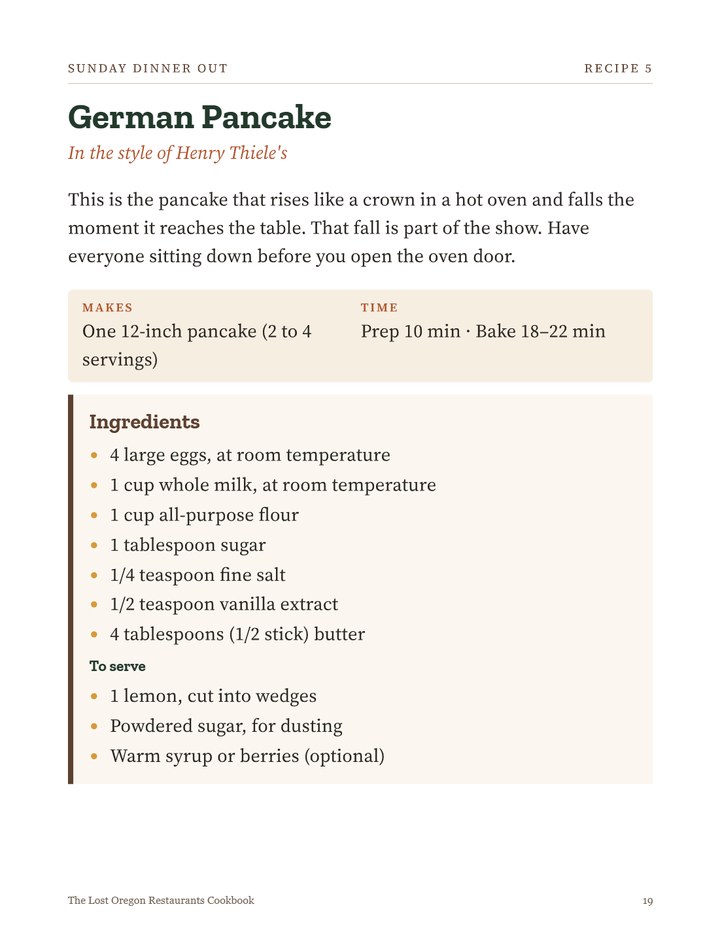 SUNDAY DINNER OUT RECIPE 5
German Pancake
In the style of Henry Thiele's
This is the pancake that rises like a crown in a hot oven and falls the
moment it reaches the table. That fall is part of the show. Have
everyone sitting down before you open the oven door.
MAKES
One 12-inch pancake (2 to 4
servings)
TIME
Prep 10 min · Bake 18–22 min
Ingredients
• 4 large eggs, at room temperature
• 1 cup whole milk, at room temperature
• 1 cup all-purpose flour
• 1 tablespoon sugar
• 1/4 teaspoon fine salt
• 1/2 teaspoon vanilla extract
• 4 tablespoons (1/2 stick) butter
To serve
• 1 lemon, cut into wedges
• Powdered sugar, for dusting
• Warm syrup or berries (optional)
The Lost Oregon Restaurants Cookbook 19